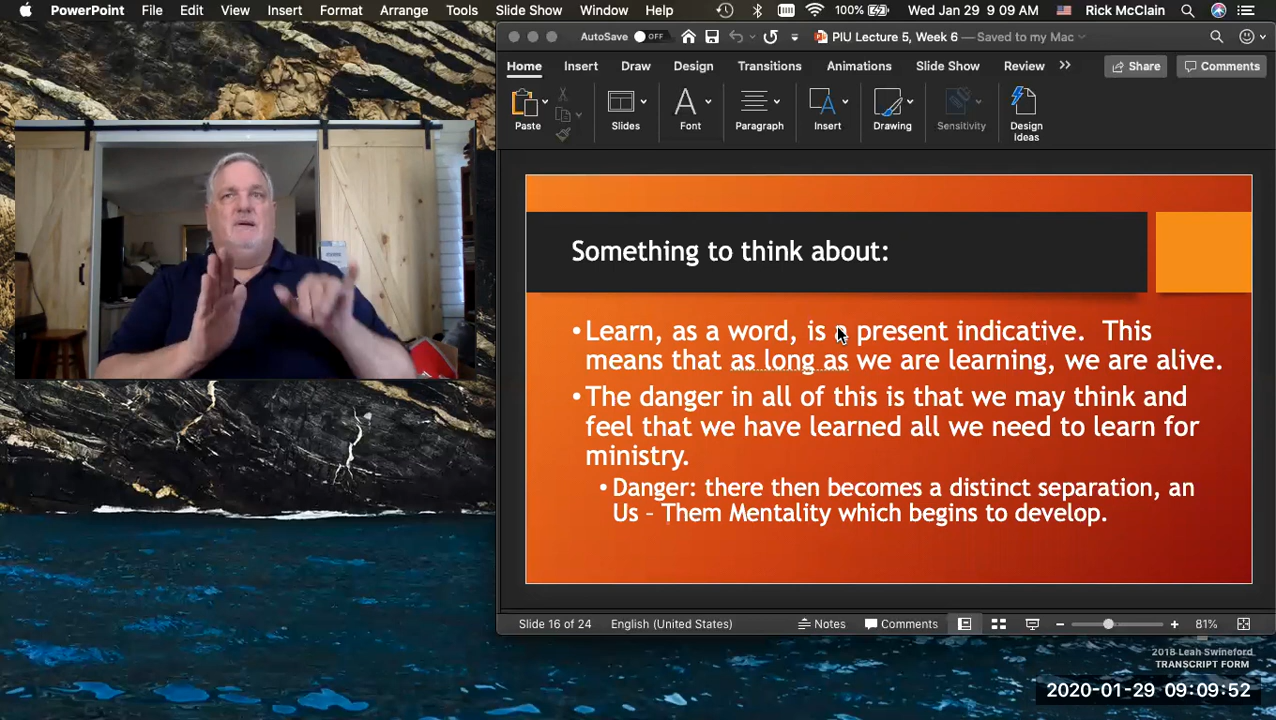 PowerPoint File Edit View Insert Format Arrange Tools Slide Show Window Help 100% Wed Jan 29 9 09 AM Rick McClain
AutoSave OFF PIU Lecture 5, Week 6 — Saved to my Mac
Home Insert Draw Design Transitions Animations Slide Show Review Share Comments
Paste Slides Font Paragraph Insert Drawing Sensitivity Design Ideas
Something to think about:
•Learn, as a word, is a present indicative. This
means that as long as we are learning, we are alive.
•The danger in all of this is that we may think and
feel that we have learned all we need to learn for
ministry.
•Danger: there then becomes a distinct separation, an
Us – Them Mentality which begins to develop.
Slide 16 of 24 English (United States) Notes Comments 81%
2018 Leah Swineford
TRANSCRIPT FORM
2020-01-29 09:09:52